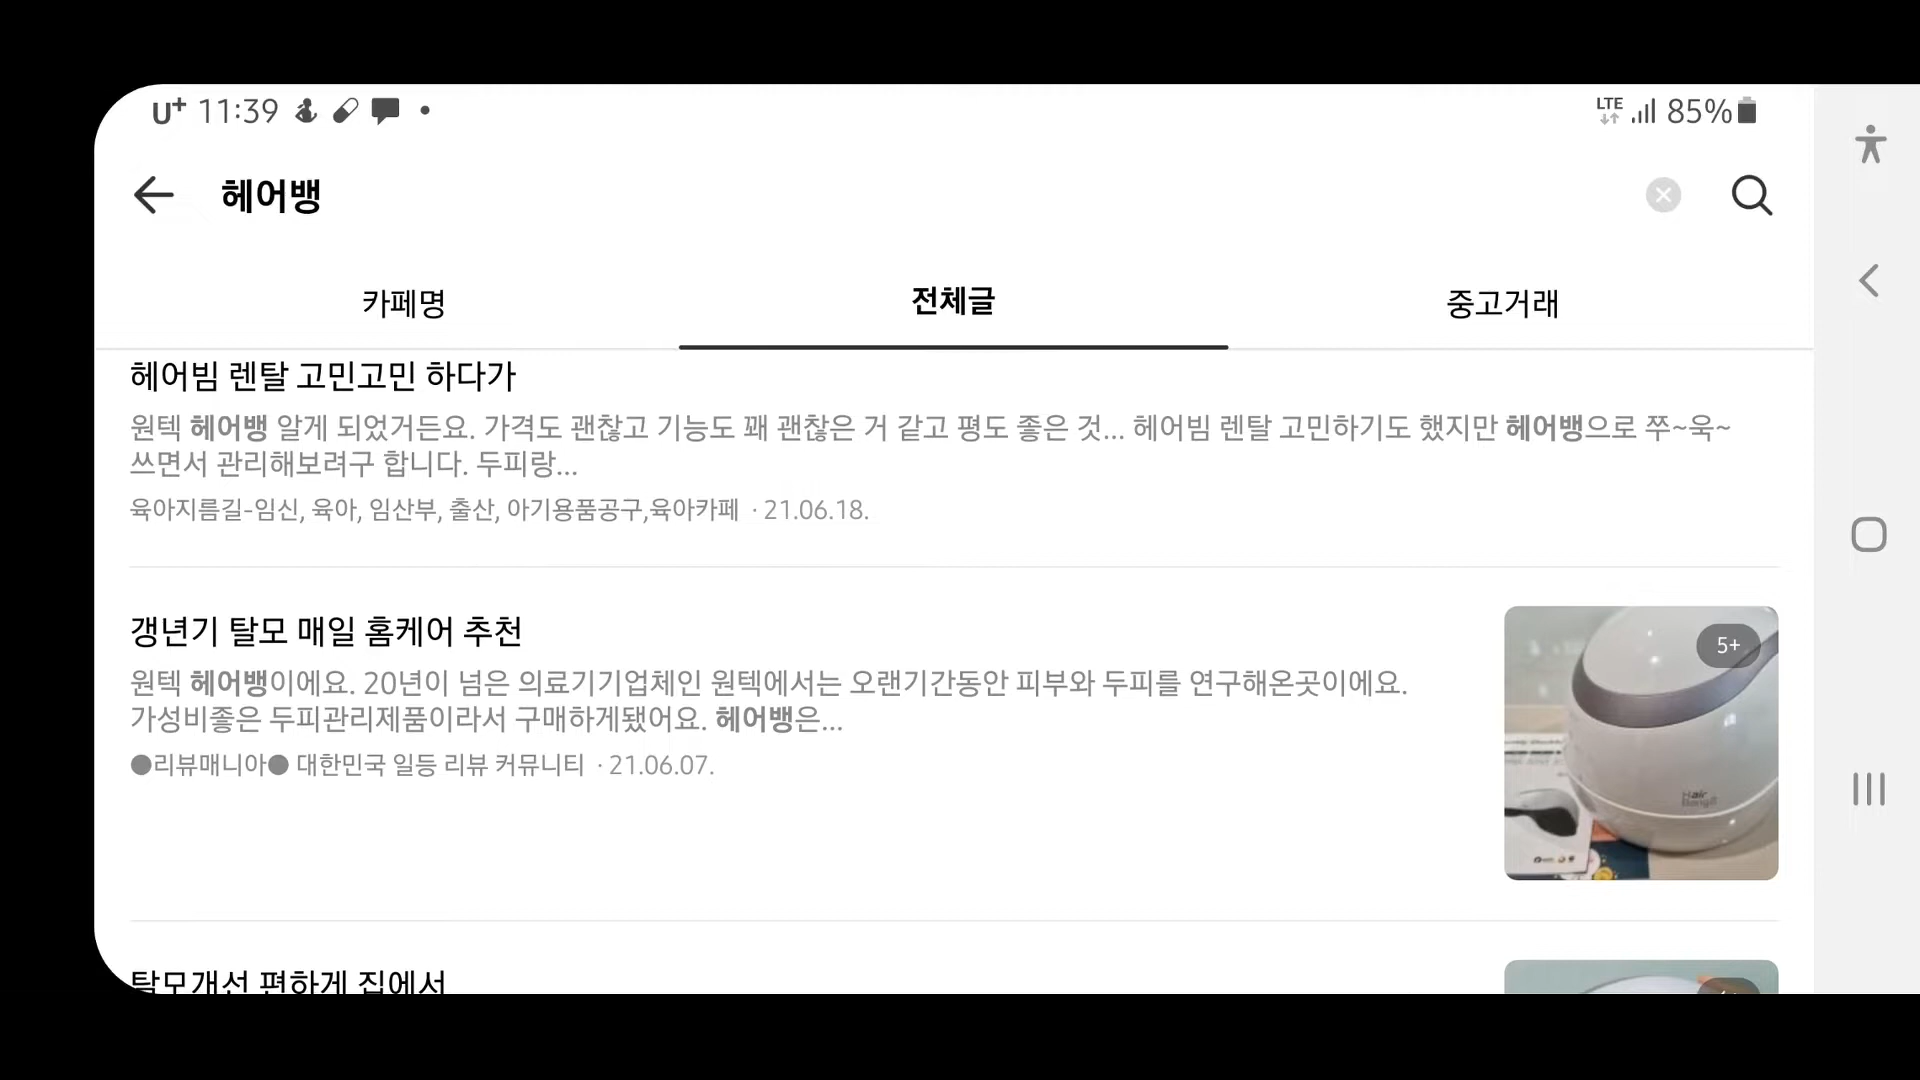 U+ 11:39
LTE 85%
헤어뱅
카페명
전체글
중고거래
헤어빔 렌탈 고민고민 하다가
원텍 헤어뱅 알게 되었거든요. 가격도 괜찮고 기능도 꽤 괜찮은 거 같고 평도 좋은 것... 헤어빔 렌탈 고민하기도 했지만 헤어뱅으로 쭈~욱~
쓰면서 관리해보려구 합니다. 두피랑...
육아지름길-임신, 육아, 임산부, 출산, 아기용품공구,육아카페 · 21.06.18.
갱년기 탈모 매일 홈케어 추천
원텍 헤어뱅이에요. 20년이 넘은 의료기기업체인 원텍에서는 오랜기간동안 피부와 두피를 연구해온곳이에요.
가성비좋은 두피관리제품이라서 구매하게됐어요. 헤어뱅은...
●리뷰매니아● 대한민국 일등 리뷰 커뮤니티 · 21.06.07.
5+
Hair
탈모개선 편하게 집에서